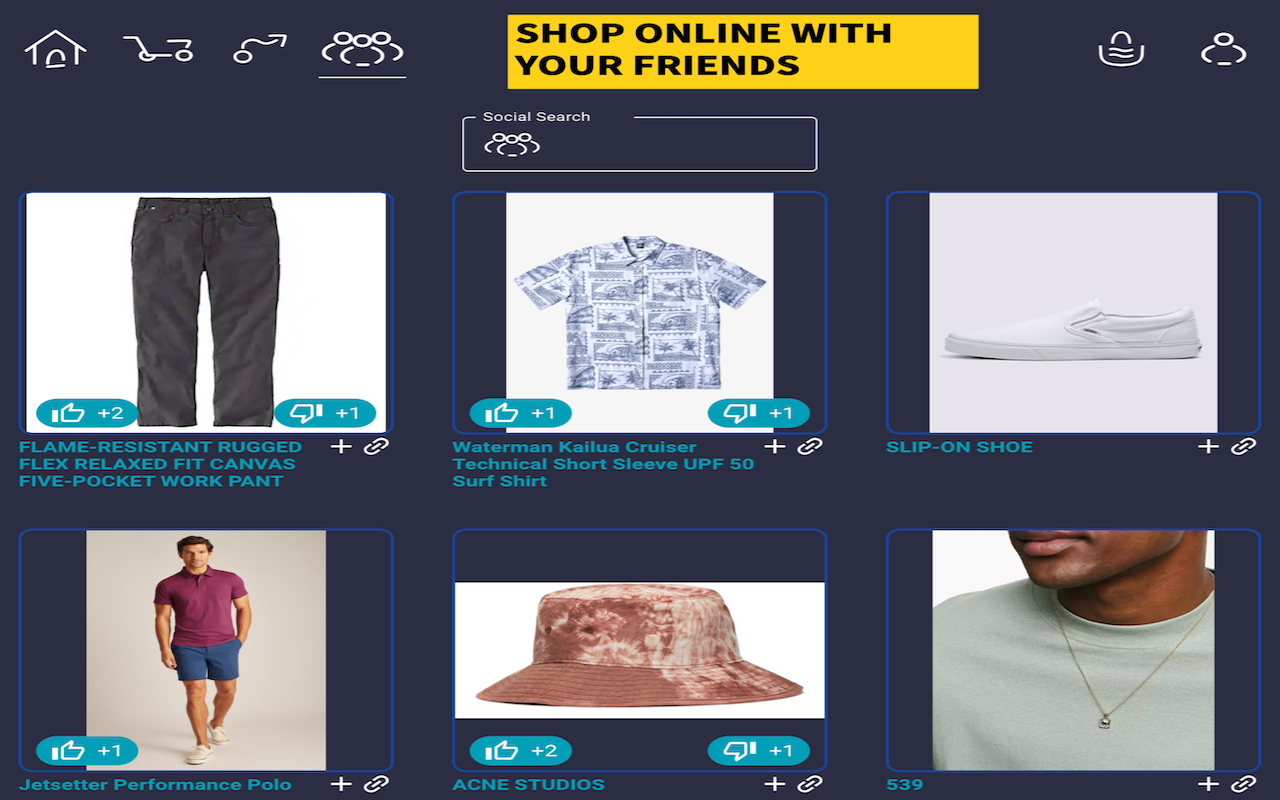 SHOP ONLINE WITH
YOUR FRIENDS
Social Search
+2
+1
+1
+1
FLAME-RESISTANT RUGGED
FLEX RELAXED FIT CANVAS
FIVE-POCKET WORK PANT
Waterman Kailua Cruiser
Technical Short Sleeve UPF 50
Surf Shirt
SLIP-ON SHOE
+1
+2
+1
Jetsetter Performance Polo
ACNE STUDIOS
539